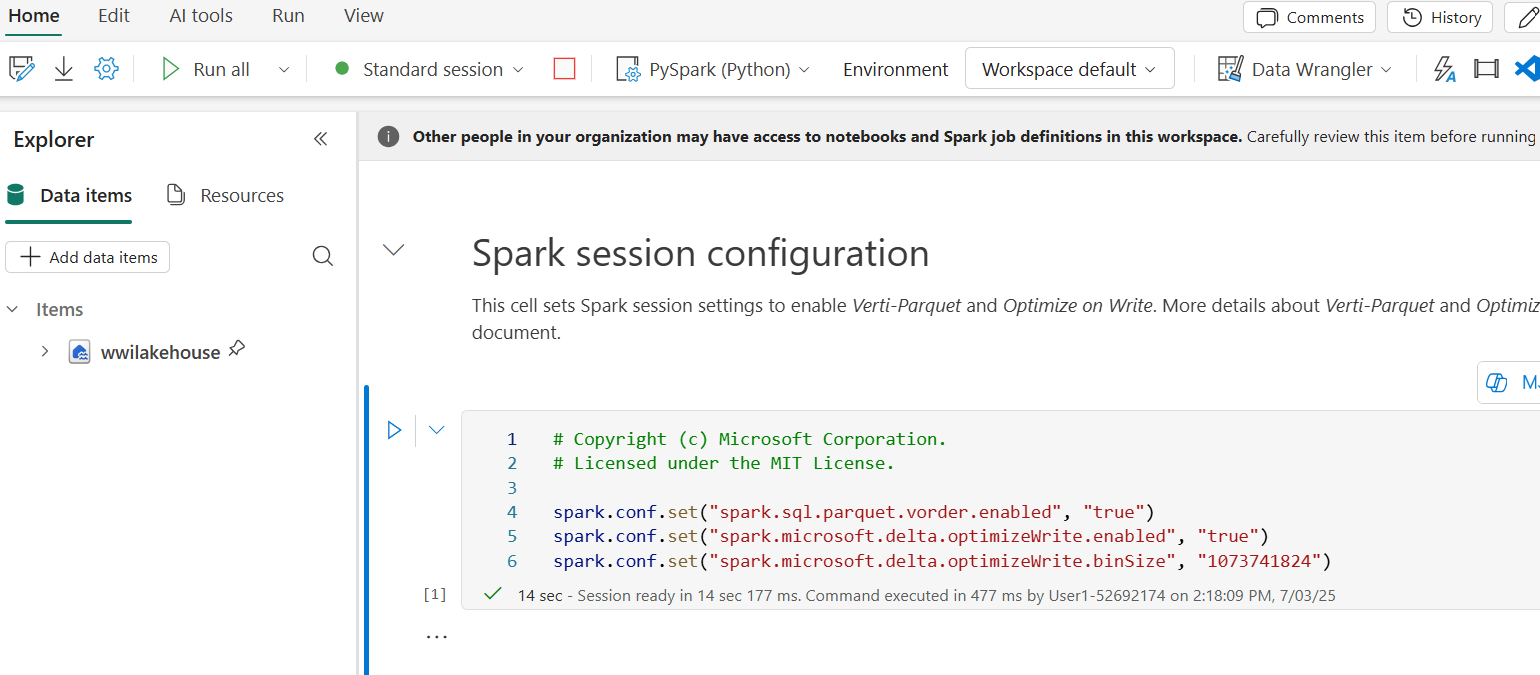 Home Edit AI tools Run View Comments History
Run all Standard session PySpark (Python) Environment Workspace default Data Wrangler
Explorer
Other people in your organization may have access to notebooks and Spark job definitions in this workspace. Carefully review this item before running
Data items Resources
Add data items
Items
wwilakehouse
Spark session configuration
This cell sets Spark session settings to enable Verti-Parquet and Optimize on Write. More details about Verti-Parquet and
document.
1 # Copyright (c) Microsoft Corporation.
2 # Licensed under the MIT License.
3
4 spark.conf.set("spark.sql.parquet.vorder.enabled", "true")
5 spark.conf.set("spark.microsoft.delta.optimizeWrite.enabled", "true")
6 spark.conf.set("spark.microsoft.delta.optimizeWrite.binSize", "1073741824")
[1] 14 sec - Session ready in 14 sec 177 ms. Command executed in 477 ms by User1-52692174 on 2:18:09 PM, 7/03/25
...